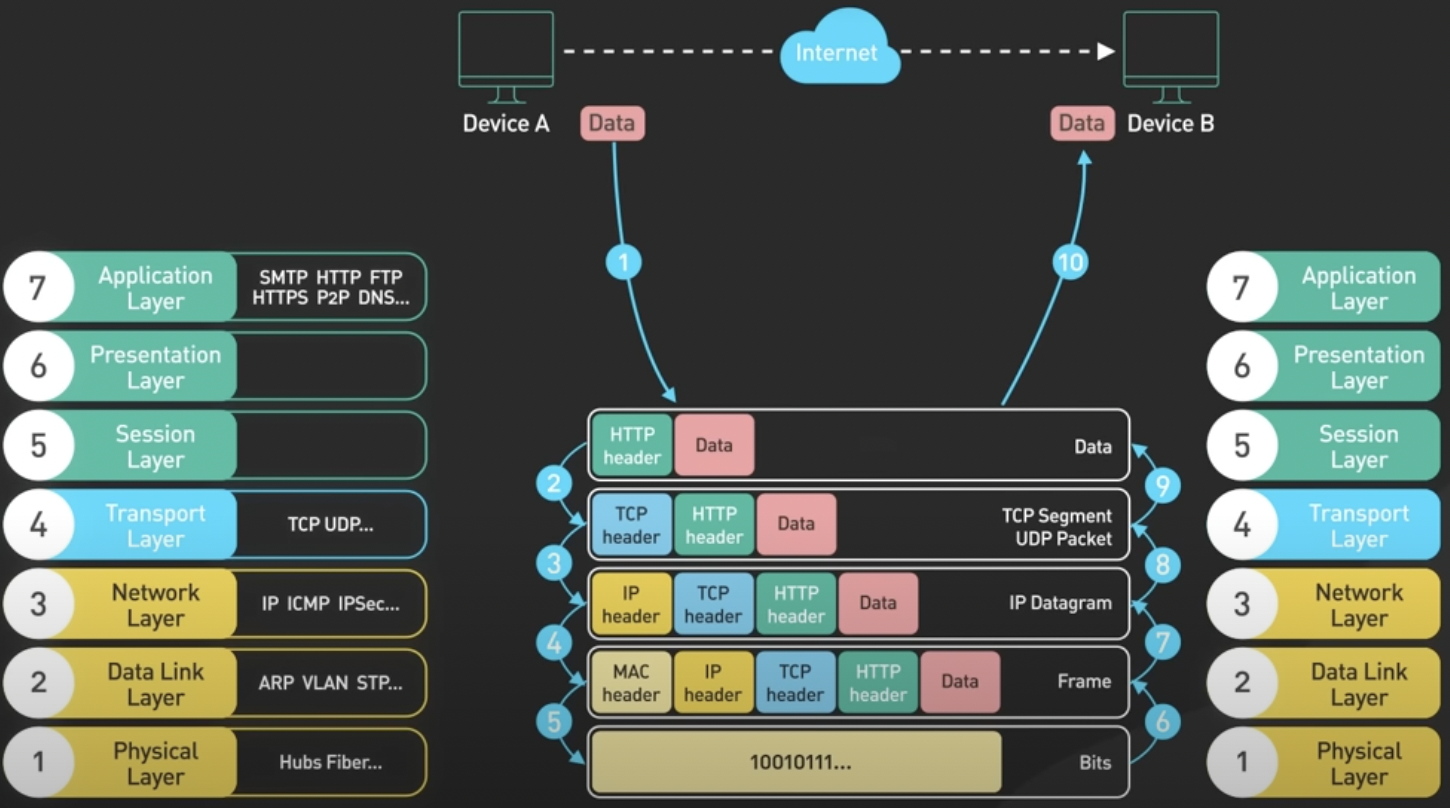 Internet
Device A
Data
Data
Device B
1
10
7
Application
Layer
SMTP HTTP FTP
HTTPS P2P DNS...
6
Presentation
Layer
5
Session
Layer
4
Transport
Layer
TCP UDP...
3
Network
Layer
IP ICMP IPSec...
2
Data Link
Layer
ARP VLAN STP...
1
Physical
Layer
Hubs Fiber...
HTTP
header
Data
Data
2
TCP
header
HTTP
header
Data
TCP Segment
UDP Packet
3
IP
header
TCP
header
HTTP
header
Data
IP Datagram
4
MAC
header
IP
header
TCP
header
HTTP
header
Data
Frame
5
10010111...
Bits
9
8
7
6
7
Application
Layer
6
Presentation
Layer
5
Session
Layer
4
Transport
Layer
3
Network
Layer
2
Data Link
Layer
1
Physical
Layer